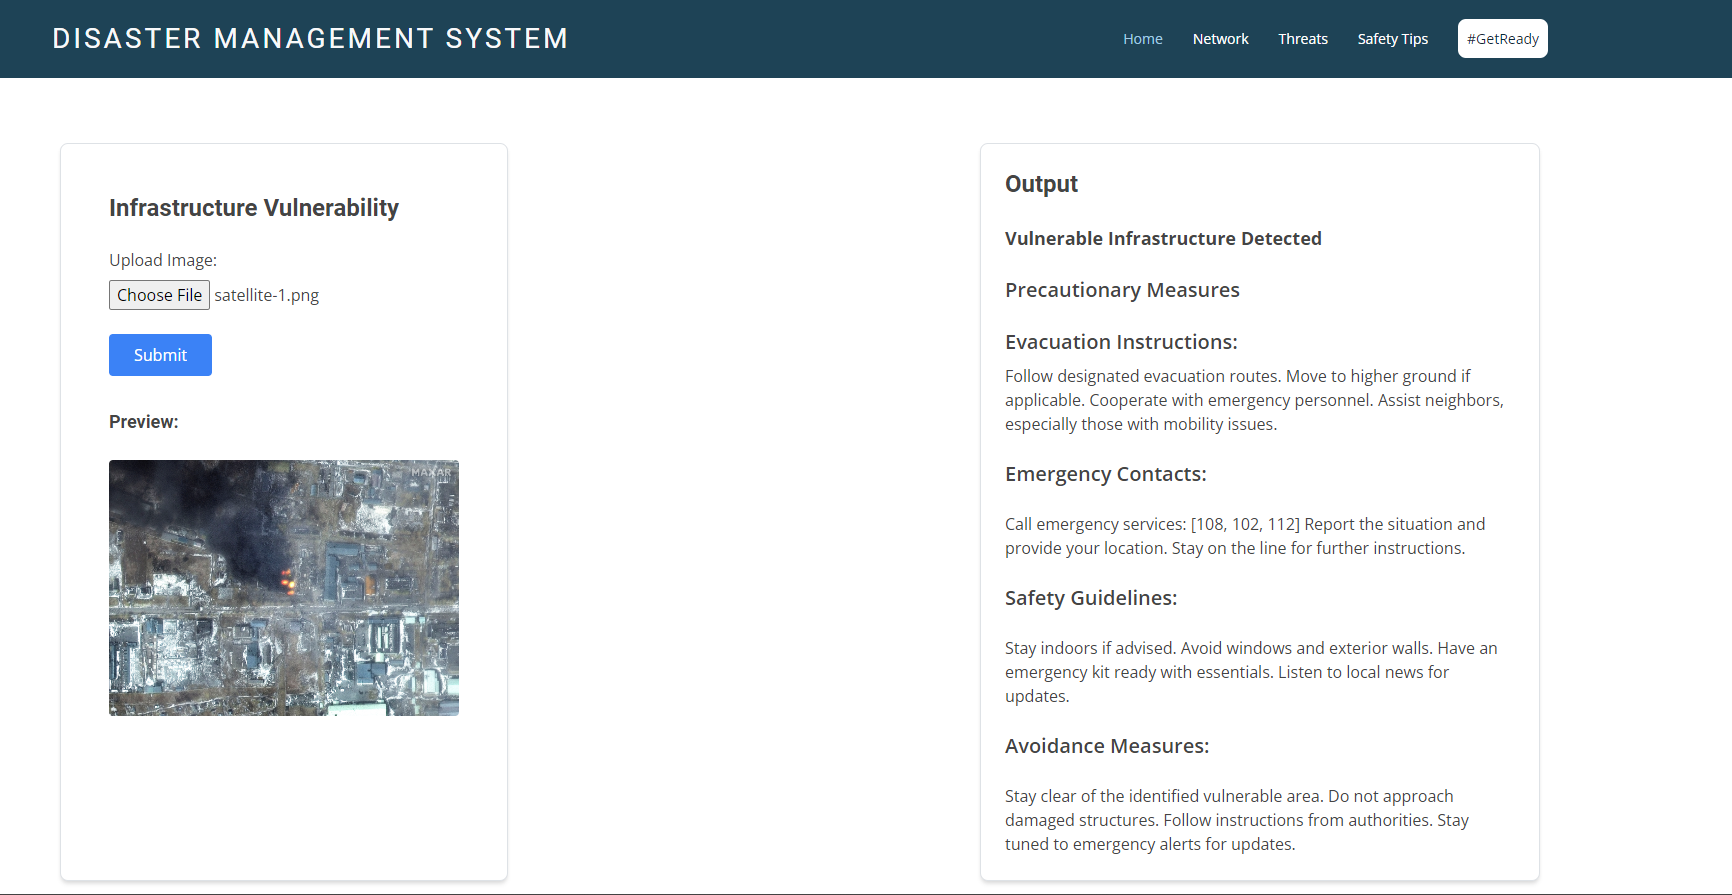 DISASTER MANAGEMENT SYSTEM
Home Network Threats Safety Tips #GetReady
Infrastructure Vulnerability
Upload Image:
Choose File satellite-1.png
Submit
Preview:
MAXAR
Output
Vulnerable Infrastructure Detected
Precautionary Measures
Evacuation Instructions:
Follow designated evacuation routes. Move to higher ground if
applicable. Cooperate with emergency personnel. Assist neighbors,
especially those with mobility issues.
Emergency Contacts:
Call emergency services: [108, 102, 112] Report the situation and
provide your location. Stay on the line for further instructions.
Safety Guidelines:
Stay indoors if advised. Avoid windows and exterior walls. Have an
emergency kit ready with essentials. Listen to local news for
updates.
Avoidance Measures:
Stay clear of the identified vulnerable area. Do not approach
damaged structures. Follow instructions from authorities. Stay
tuned to emergency alerts for updates.